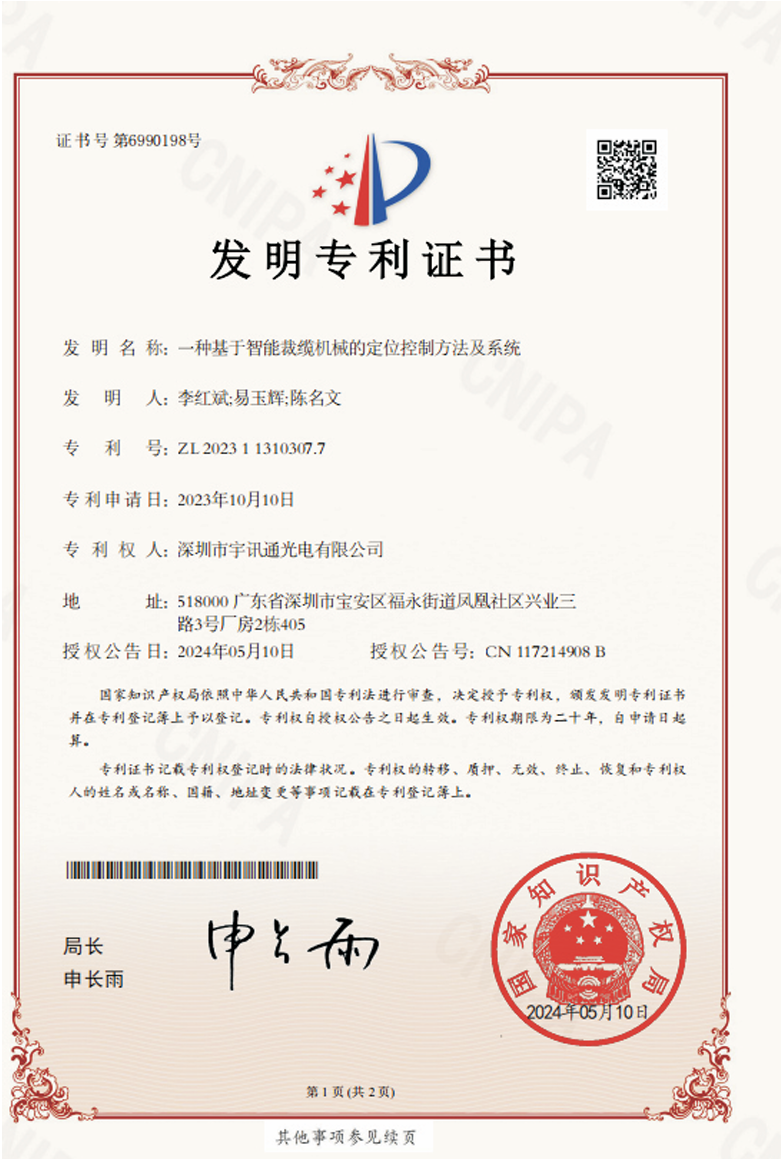 证书号第6990198号
发明专利证书
发明名称：一种基于智能裁缆机械的定位控制方法及系统
发明人：李红斌;易玉辉;陈名文
专利号：ZL 2023 1 1310307.7
专利申请日：2023年10月10日
专利权人：深圳市宇讯通光电有限公司
地址：518000 广东省深圳市宝安区福永街道凤凰社区兴业三
路3号厂房2栋405
授权公告日：2024年05月10日 授权公告号：CN 117214908 B
国家知识产权局依照中华人民共和国专利法进行审查，决定授予专利权，颁发发明专利证书
并在专利登记簿上予以登记。专利权自授权公告之日起生效。专利权期限为二十年，自申请日起
算。
专利证书记载专利权登记时的法律状况。专利权的转移、质押、无效、终止、恢复和专利权
人的姓名或名称、国籍、地址变更等事项记载在专利登记簿上。
局长
申长雨
申长雨
国家知识产权局
2024年05月10日
第 1 页 (共 2 页)
其他事项参见续页
CNIPA
CNIPA
CNIPA